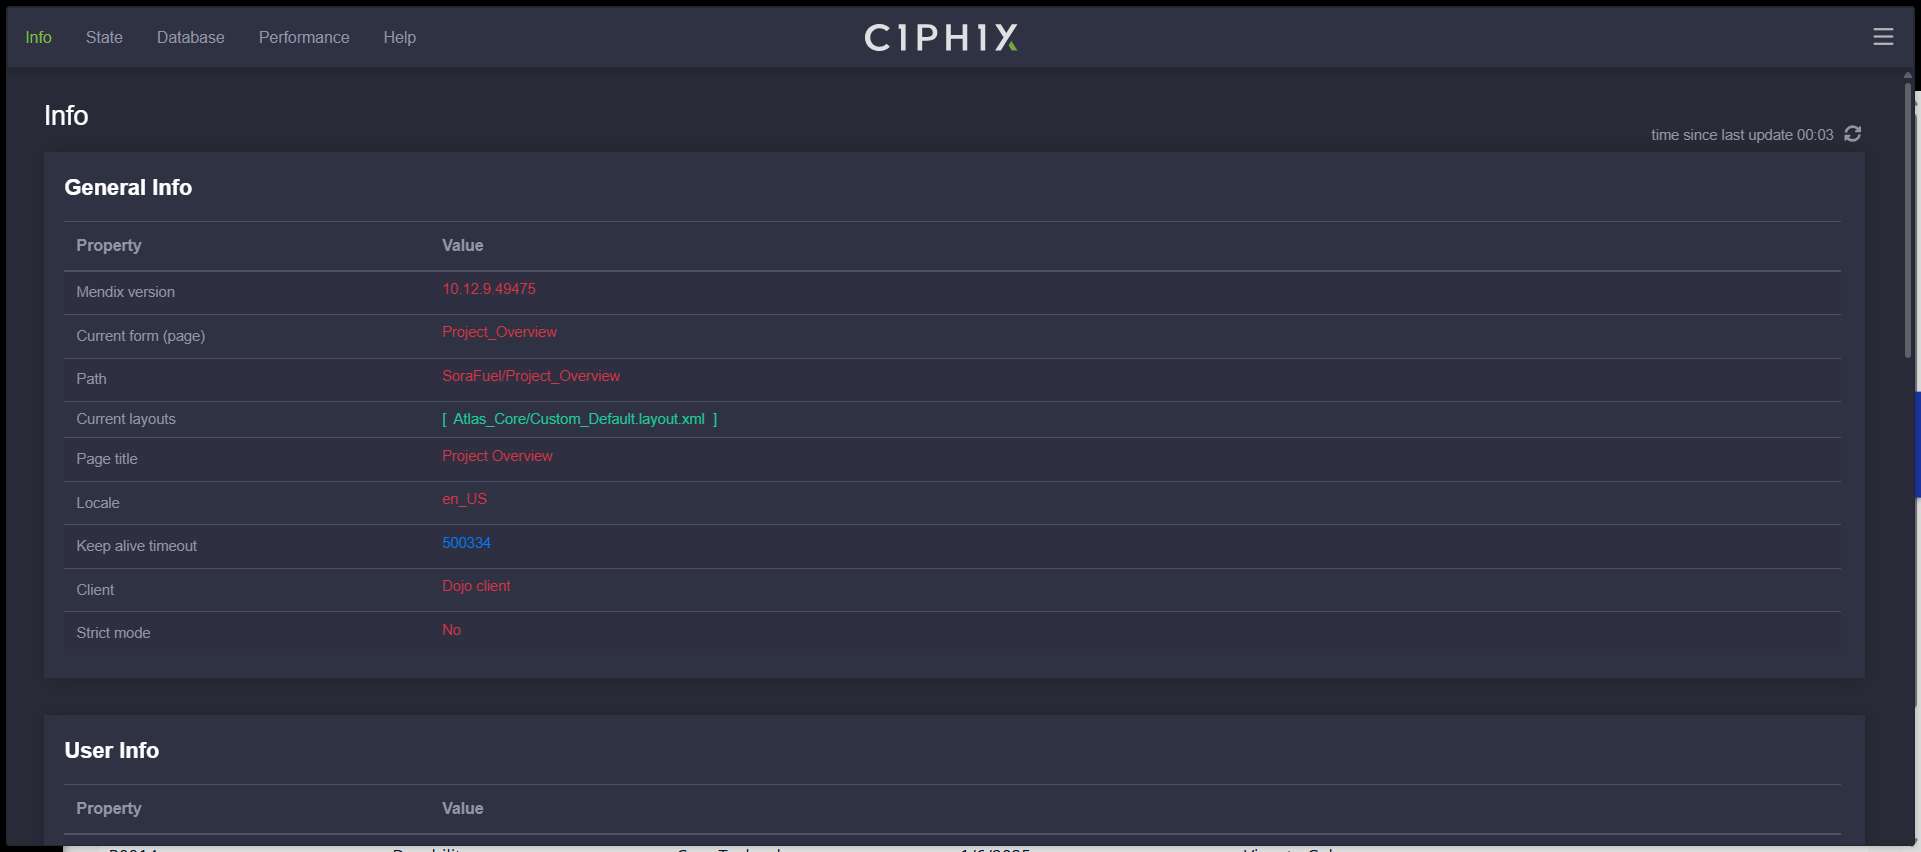 Info State Database Performance Help C1PH1X
Info
time since last update 00:03
General Info
Property Value
Mendix version 10.12.9.49475
Current form (page) Project_Overview
Path SoraFuel/Project_Overview
Current layouts [ Atlas_Core/Custom_Default.layout.xml ]
Page title Project Overview
Locale en_US
Keep alive timeout 500334
Client Dojo client
Strict mode No
User Info
Property Value